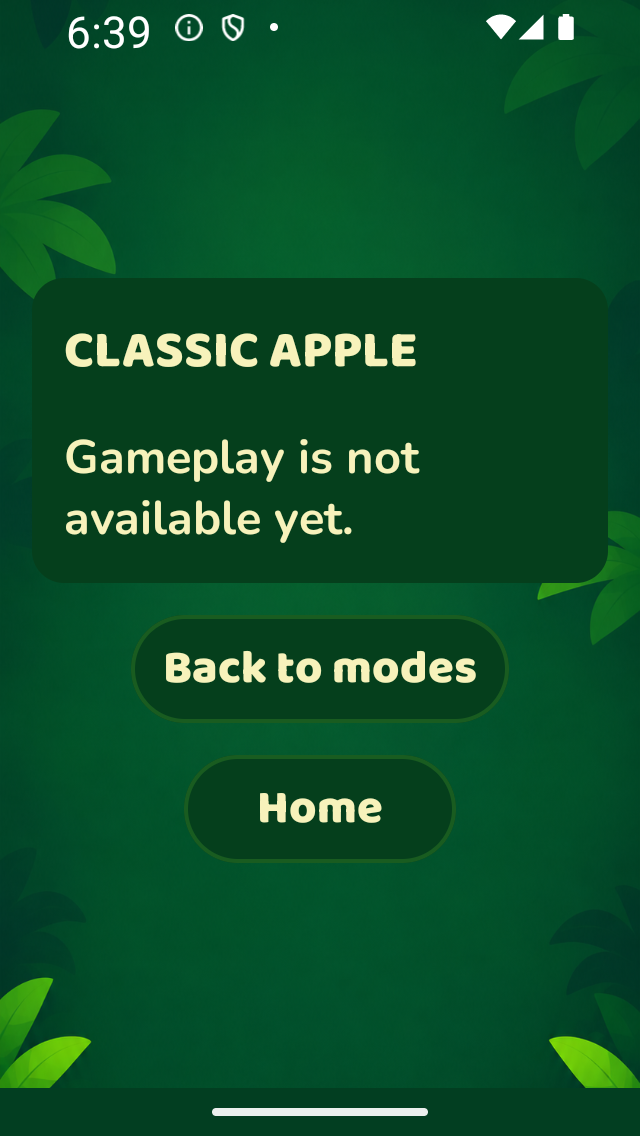 6:39
CLASSIC APPLE
Gameplay is not
available yet.
Back to modes
Home